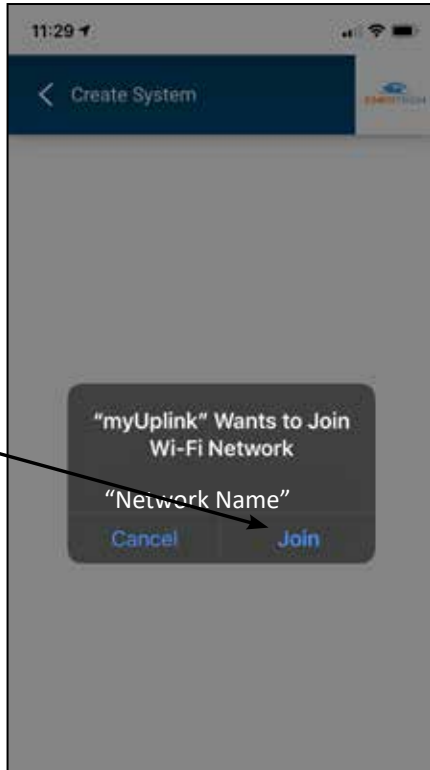 11:29
Create System
“myUplink” Wants to Join
Wi-Fi Network
“Network Name”
Cancel
Join